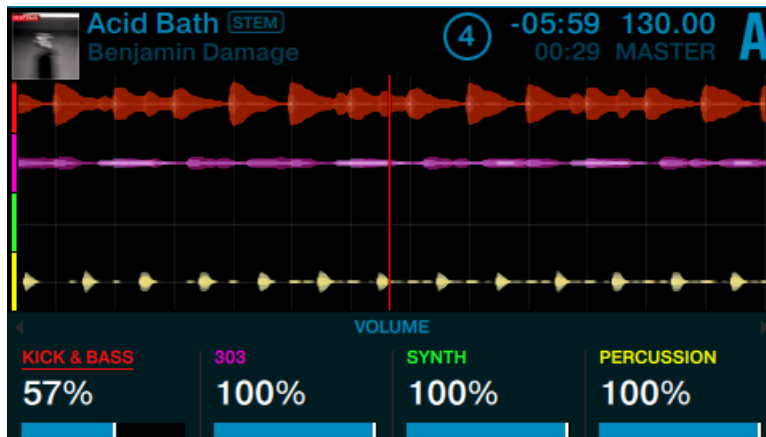 Acid Bath STEM
Benjamin Damage
4
-05:59 130.00
00:29 MASTER
A
VOLUME
KICK & BASS 303 SYNTH PERCUSSION
57% 100% 100% 100%